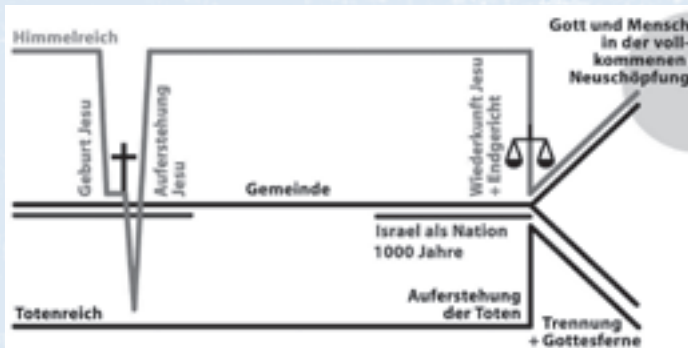 Himmelreich
Geburt Jesu
Auferstehung
Jesu
Gemeinde
Wiederkunft Jesu
+ Endgericht
Gott und Mensch
in der voll-
kommenen
Neuschöpfung
Israel als Nation
1000 Jahre
Totenreich
Auferstehung
der Toten
Trennung
+ Gottesferne